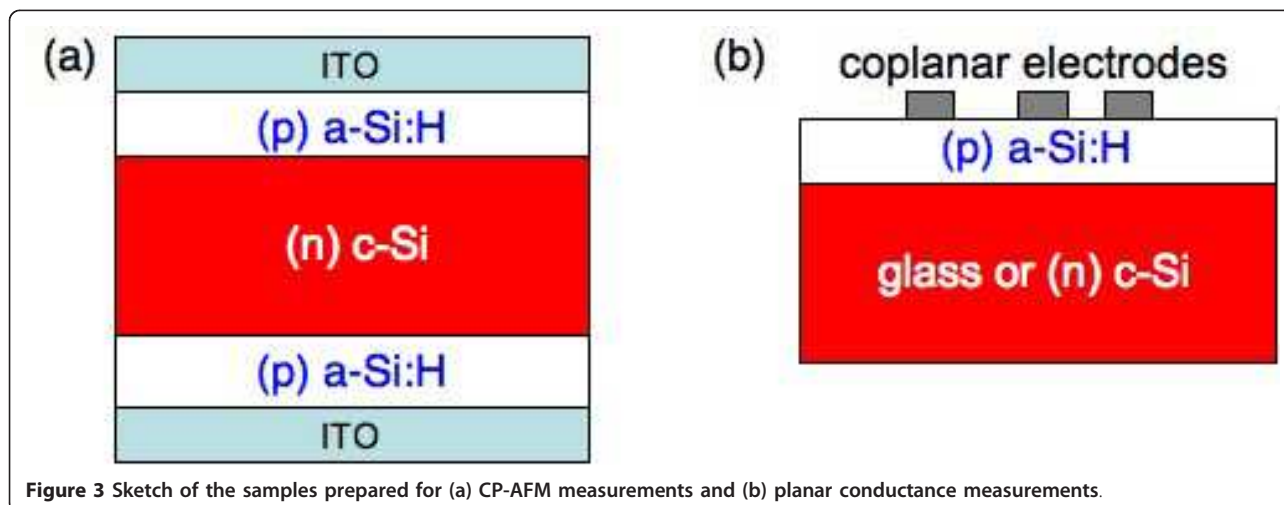 (a)
ITO
(p) a-Si:H
(n) c-Si
(p) a-Si:H
ITO
(b)
coplanar electrodes
(p) a-Si:H
glass or (n) c-Si
Figure 3 Sketch of the samples prepared for (a) CP-AFM measurements and (b) planar conductance measurements.